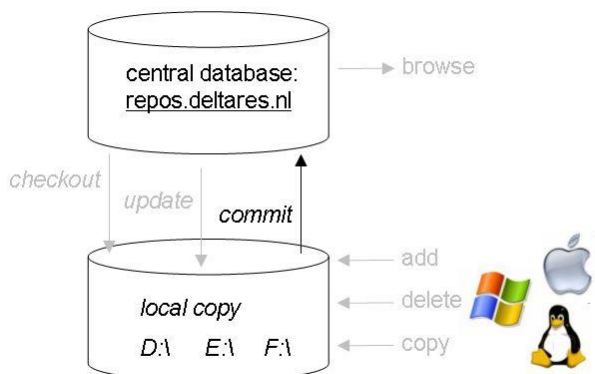 central database:
repos.deltares.nl
browse
checkout
update
commit
add
local copy
delete
D:\ E:\ F:\
copy